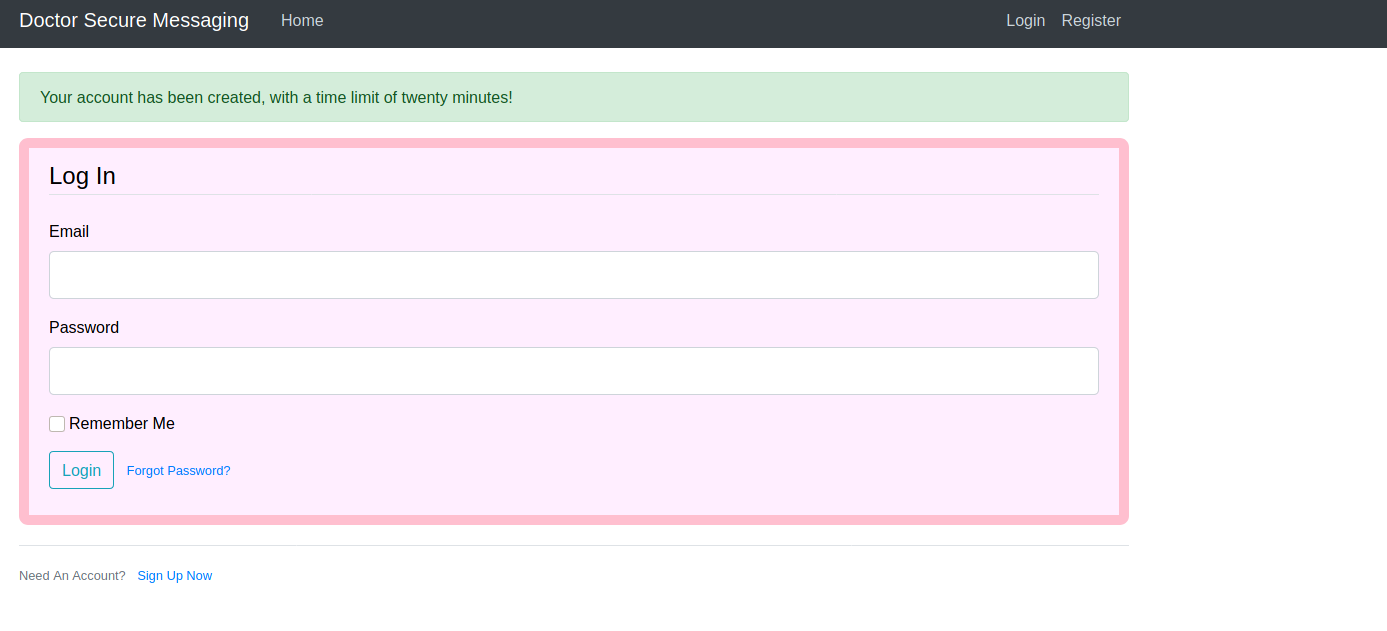 Doctor Secure Messaging Home Login Register
Your account has been created, with a time limit of twenty minutes!
Log In
Email
Password
Remember Me
Login Forgot Password?
Need An Account? Sign Up Now